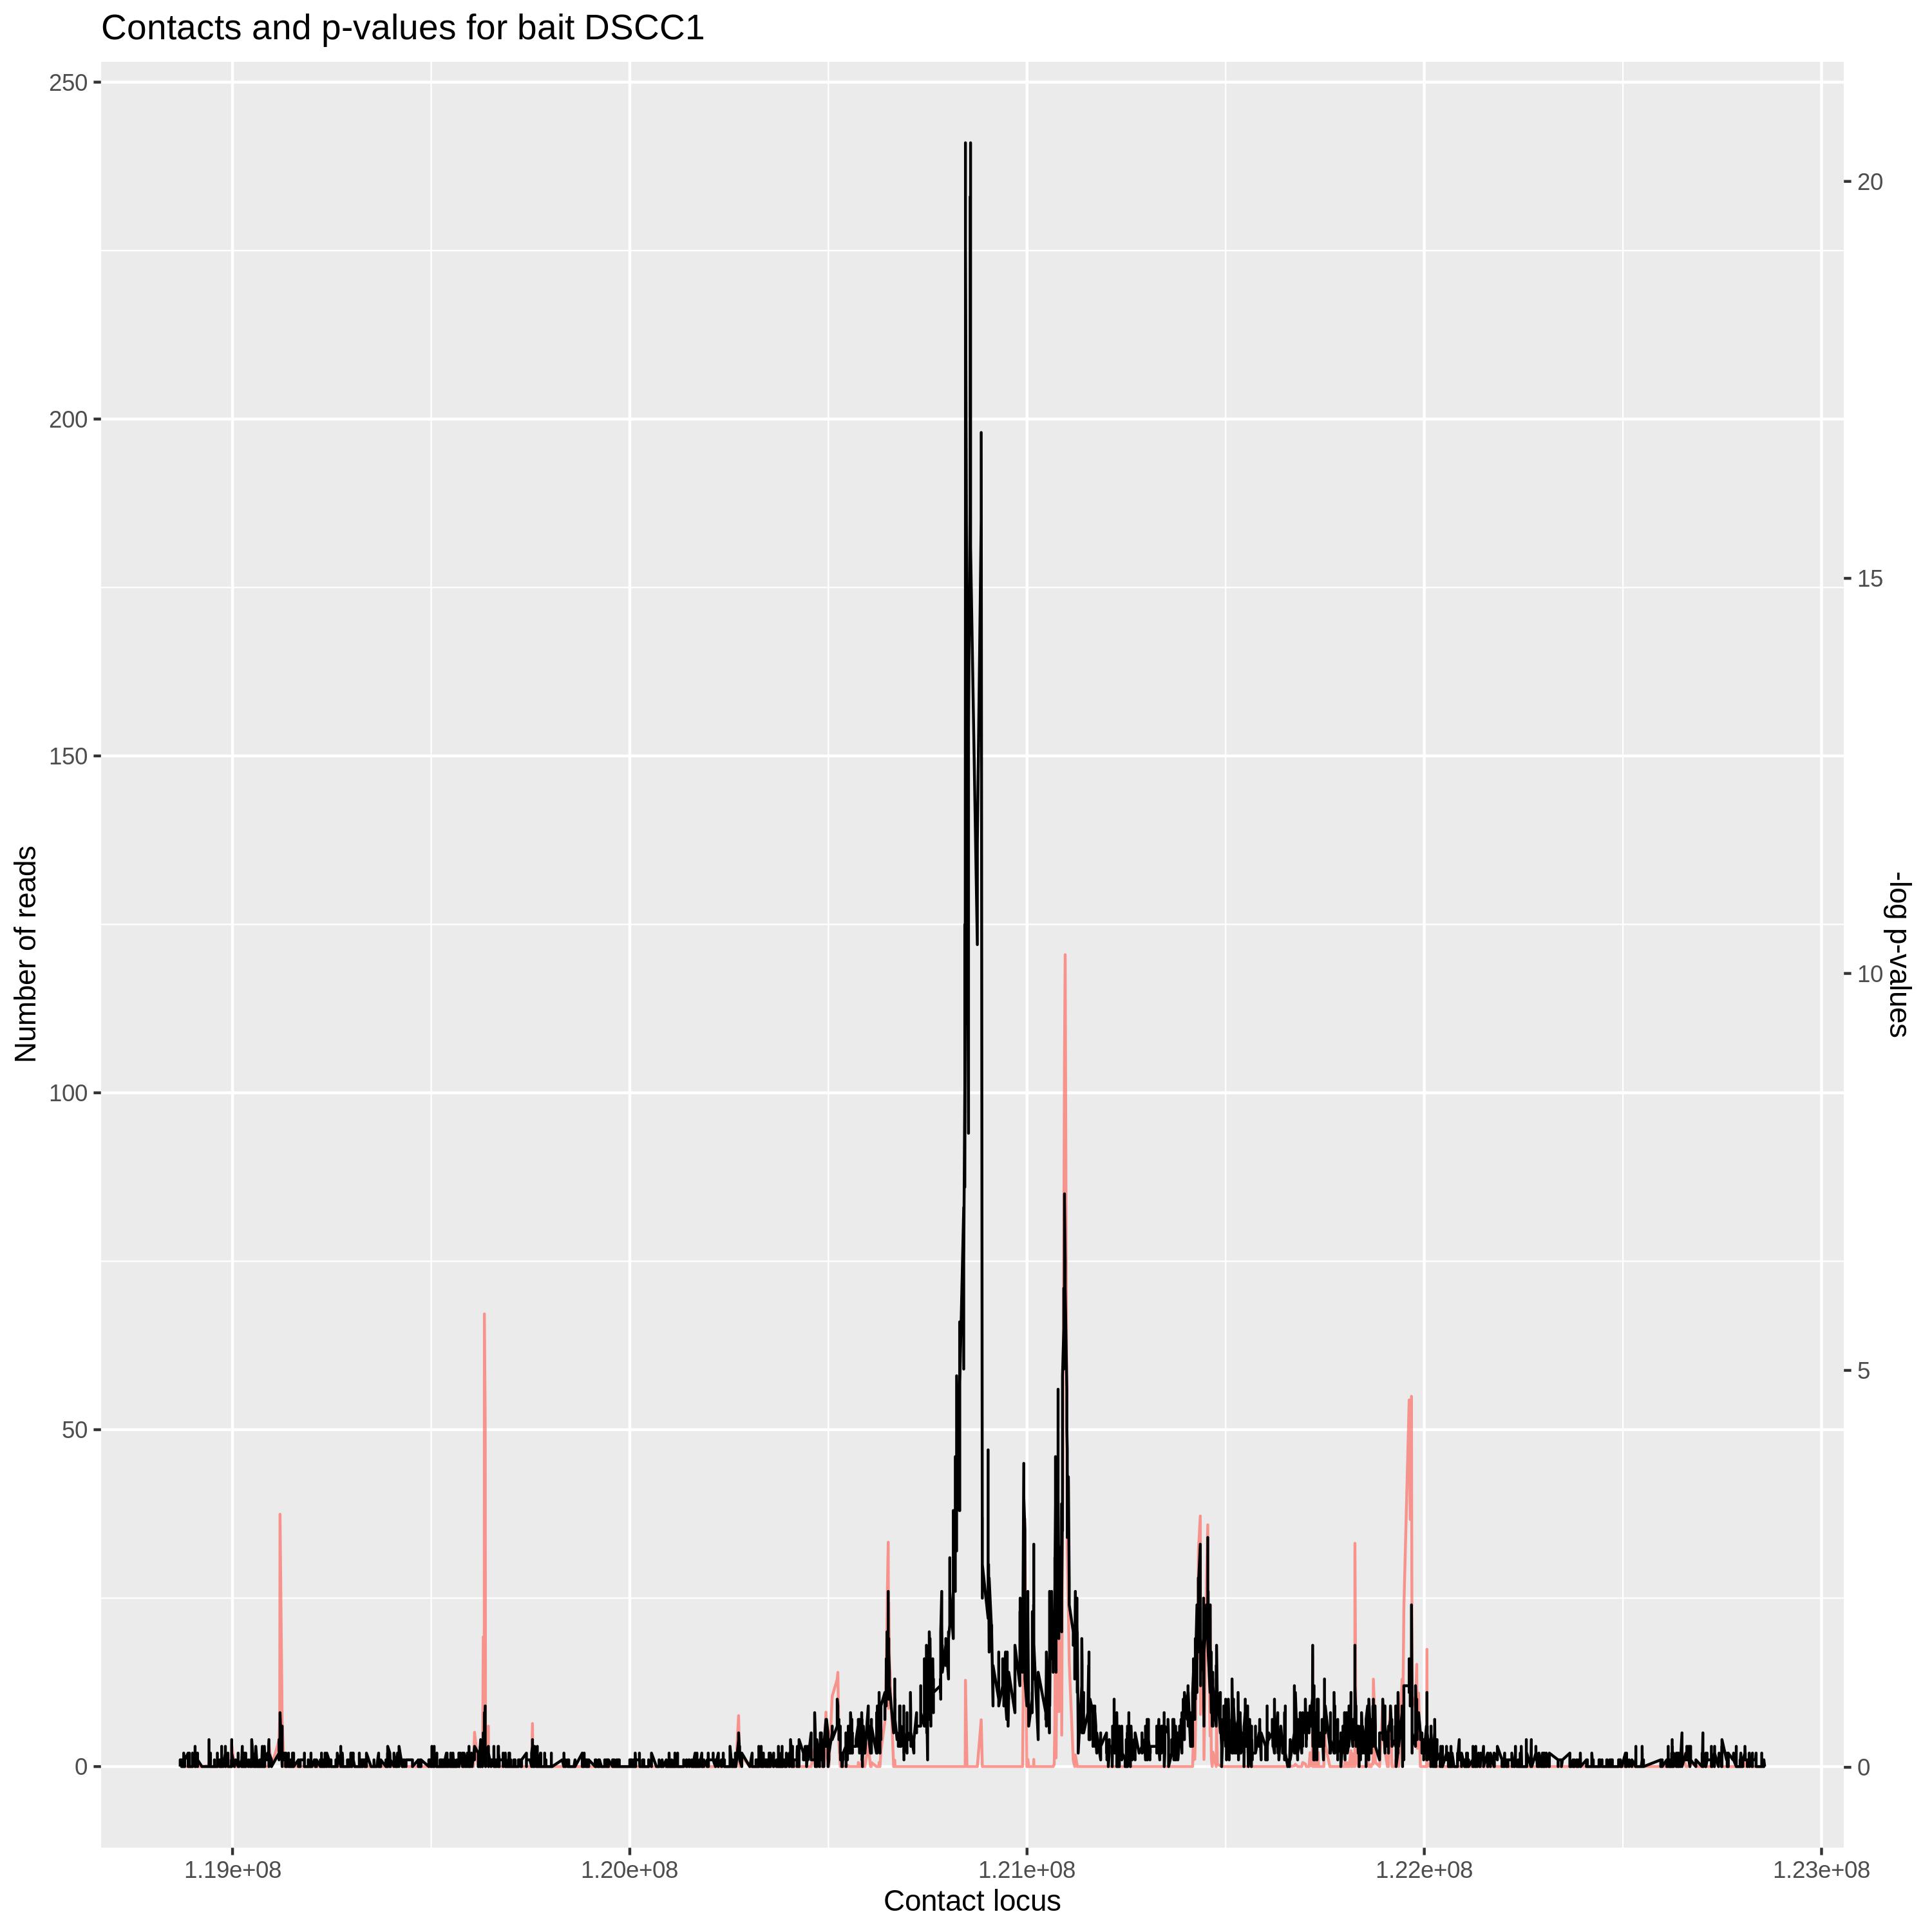 Contacts and p-values for bait DSCC1
250
200
150
100
50
0
Number of reads
20
15
10
5
0
-log p-values
1.19e+08
1.20e+08
1.21e+08
1.22e+08
1.23e+08
Contact locus